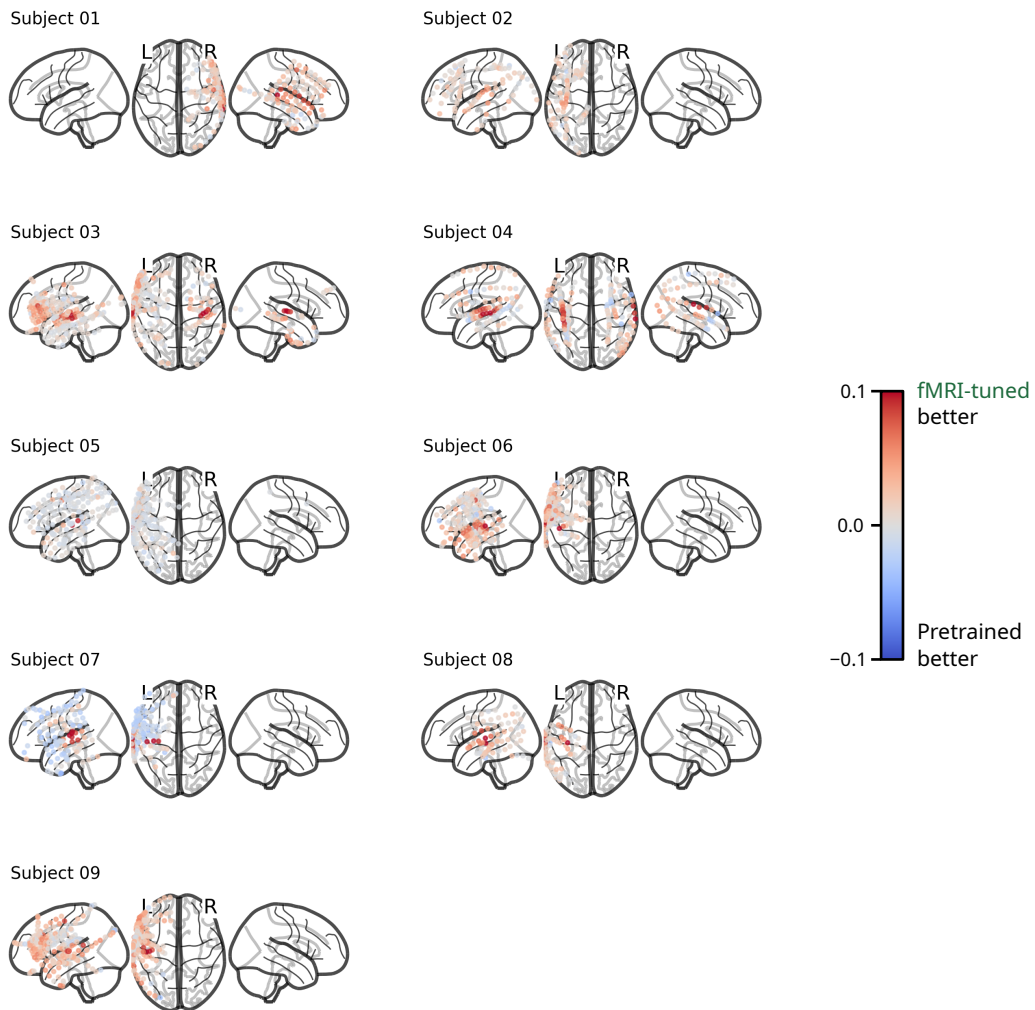 Subject 01
L R
Subject 02
L R
Subject 03
L R
Subject 04
L R
Subject 05
L R
Subject 06
L R
Subject 07
L R
Subject 08
L R
Subject 09
L R
0.1
fMRI-tuned
better
0.0
Pretrained
−0.1
better